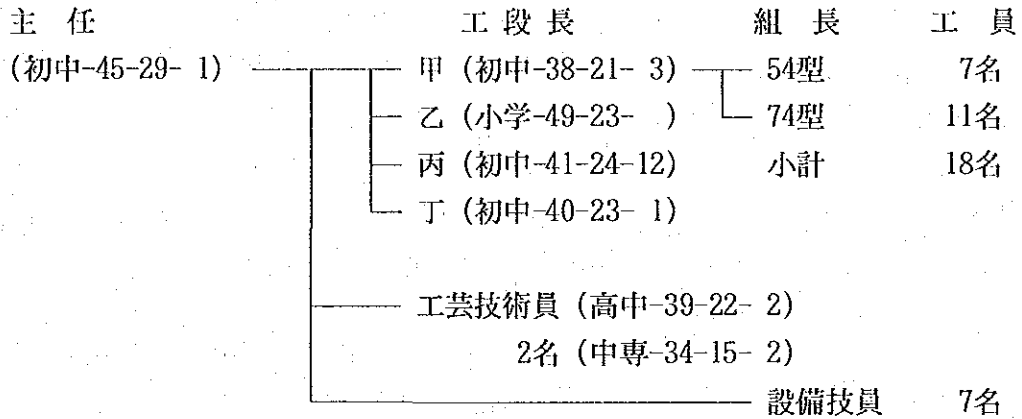 主任 工段長 組長 工員
(初中-45-29- 1) 甲 (初中-38-21- 3) 54型 7名
乙 (小学-49-23-  ) 74型 11名
丙 (初中-41-24-12) 小計 18名
丁 (初中-40-23- 1)
工芸技術員 (高中-39-22- 2)
2名 (中専-34-15- 2)
設備技員 7名